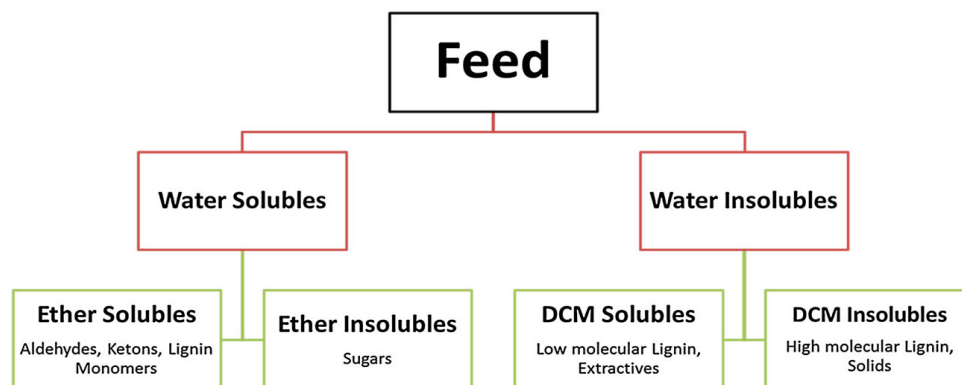 Feed
Water Solubles
Water Insolubles
Ether Solubles
Aldehydes, Ketons, Lignin
Monomers
Ether Insolubles
Sugars
DCM Solubles
Low molecular Lignin,
Extractives
DCM Insolubles
High molecular Lignin,
Solids